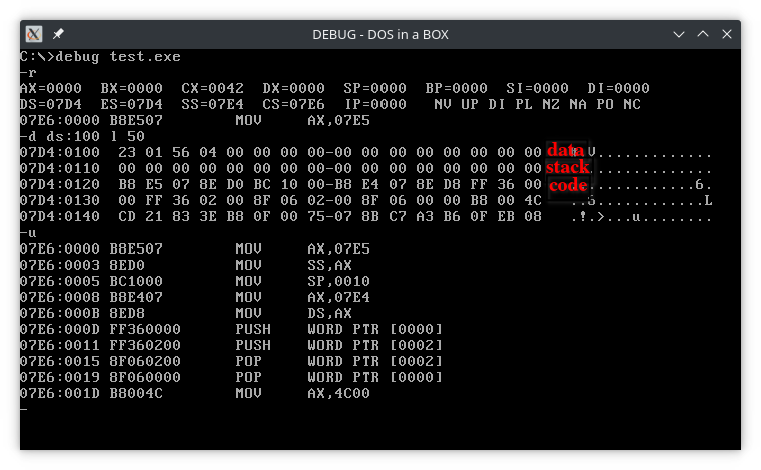 DEBUG - DOS in a BOX
C:\>debug test.exe
-r
AX=0000 BX=0000 CX=0042 DX=0000 SP=0000 BP=0000 SI=0000 DI=0000
DS=07D4 ES=07D4 SS=07E4 CS=07E6 IP=0000 NV UP DI PL NZ NA PO NC
07E6:0000 B8E507 MOV AX,07E5
-d ds:100 l 50
07D4:0100 23 01 56 04 00 00 00 00-00 00 00 00 00 00 00 00 data #.V.............
07D4:0110 00 00 00 00 00 00 00 00-00 00 00 00 00 00 00 00 stack ................
07D4:0120 B8 E5 07 8E D0 BC 10 00-B8 E4 07 8E D8 FF 36 00 code ..............6.
07D4:0130 00 FF 36 02 00 8F 06 02-00 8F 06 00 00 B8 00 4C ..6............L
07D4:0140 CD 21 83 3E B8 0F 00 75-07 8B C7 A3 B6 0F EB 08 .!.>...u........
-u
07E6:0000 B8E507 MOV AX,07E5
07E6:0003 8ED0 MOV SS,AX
07E6:0005 BC1000 MOV SP,0010
07E6:0008 B8E407 MOV AX,07E4
07E6:000B 8ED8 MOV DS,AX
07E6:000D FF360000 PUSH WORD PTR [0000]
07E6:0011 FF360200 PUSH WORD PTR [0002]
07E6:0015 8F060200 POP WORD PTR [0002]
07E6:0019 8F060000 POP WORD PTR [0000]
07E6:001D B8004C MOV AX,4C00
-